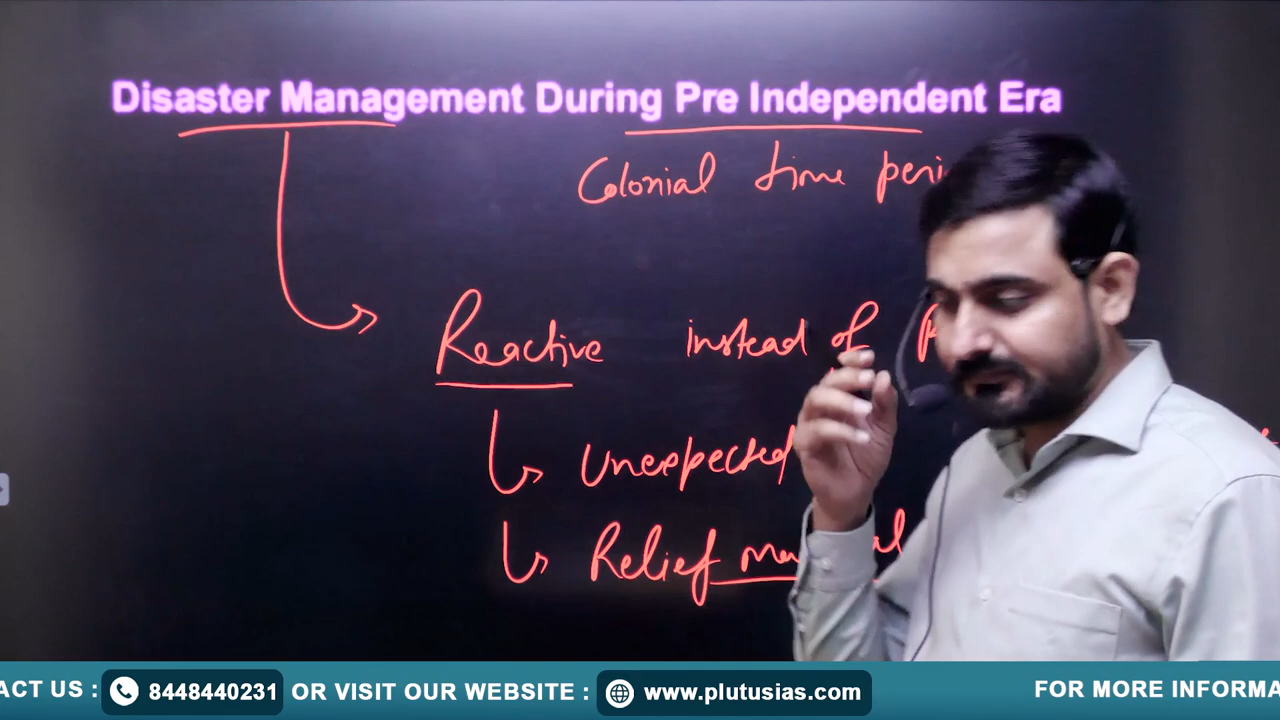 Disaster Management During Pre Independent Era
Colonial time peri
Reactive instead of
Unexpected
Relief
ACT US : 8448440231 OR VISIT OUR WEBSITE : www.plutusias.com FOR MORE INFORMA